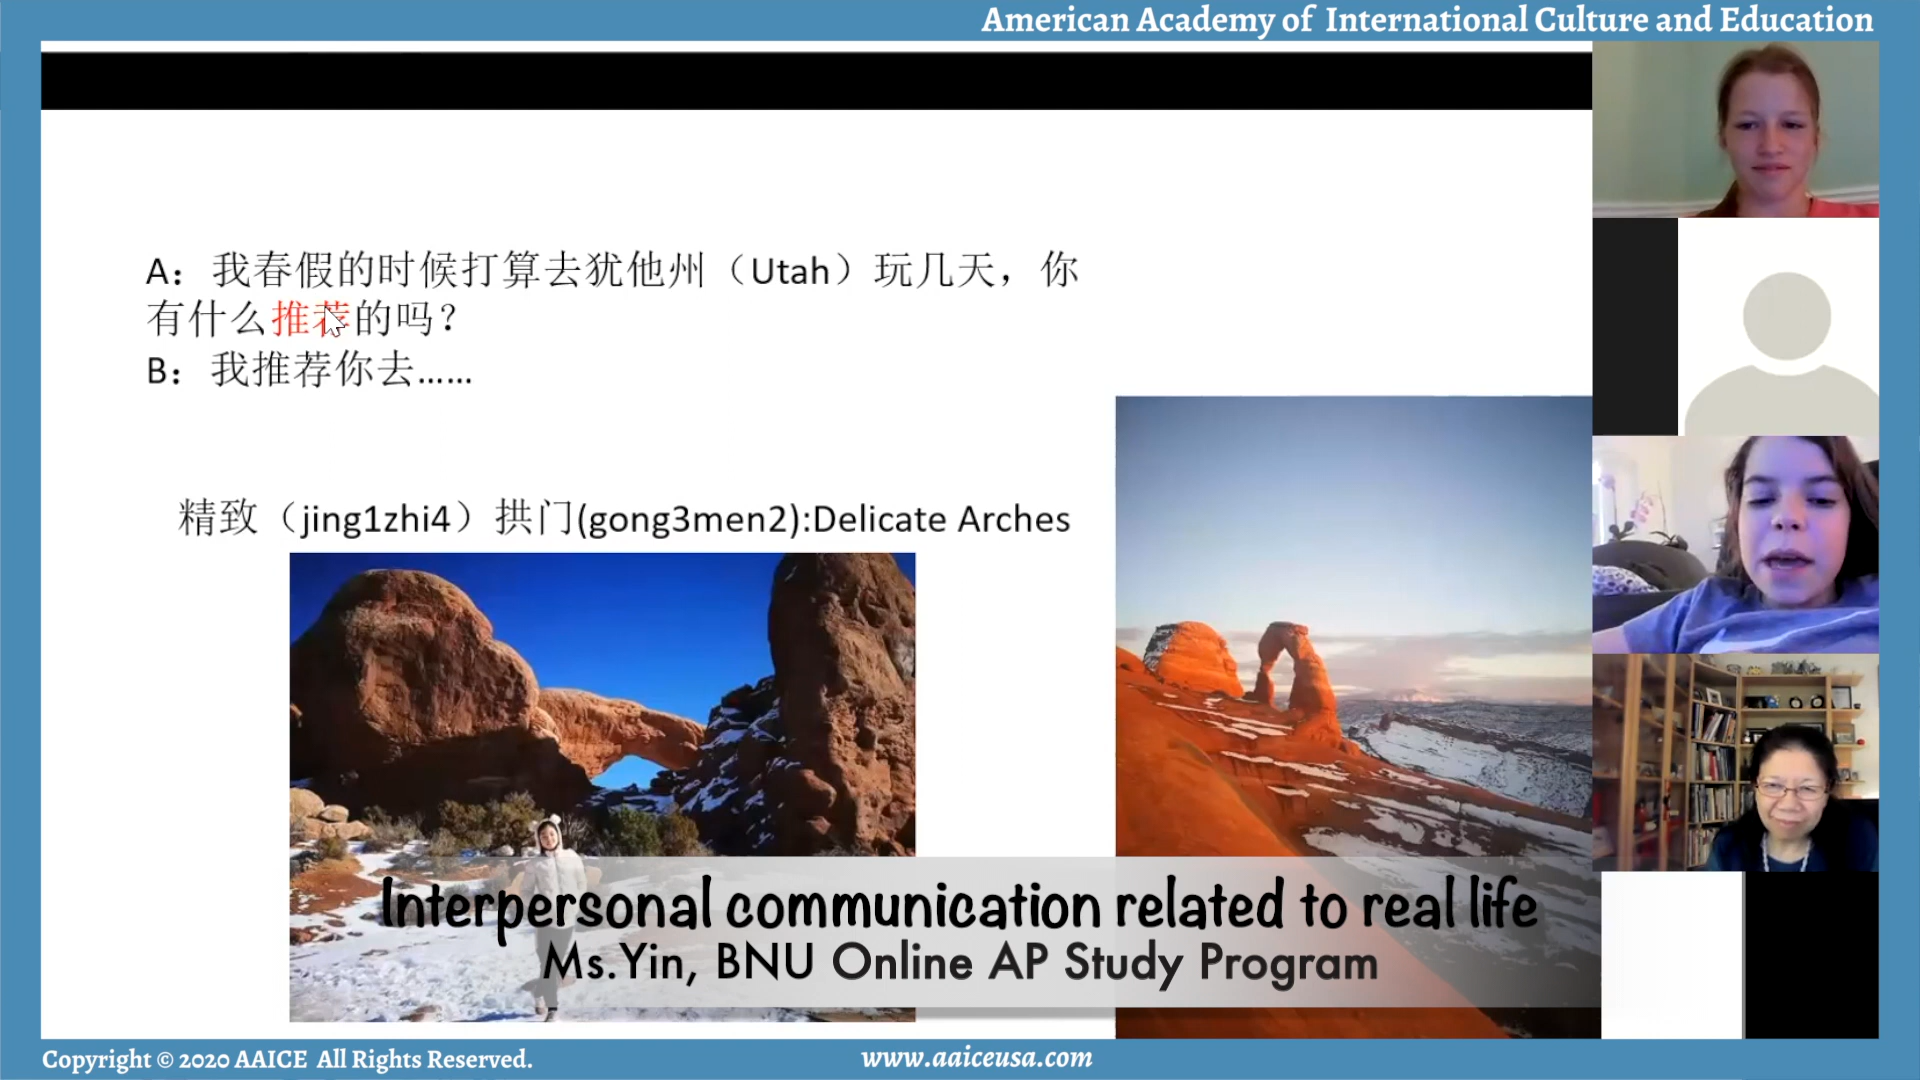 American Academy of International Culture and Education
A：我春假的时候打算去犹他州（Utah）玩几天，你
有什么推荐的吗？
B：我推荐你去……
精致（jing1zhi4）拱门(gong3men2):Delicate Arches
Interpersonal communication related to real life
Ms.Yin, BNU Online AP Study Program
Copyright © 2020 AAICE All Rights Reserved.
www.aaiceusa.com